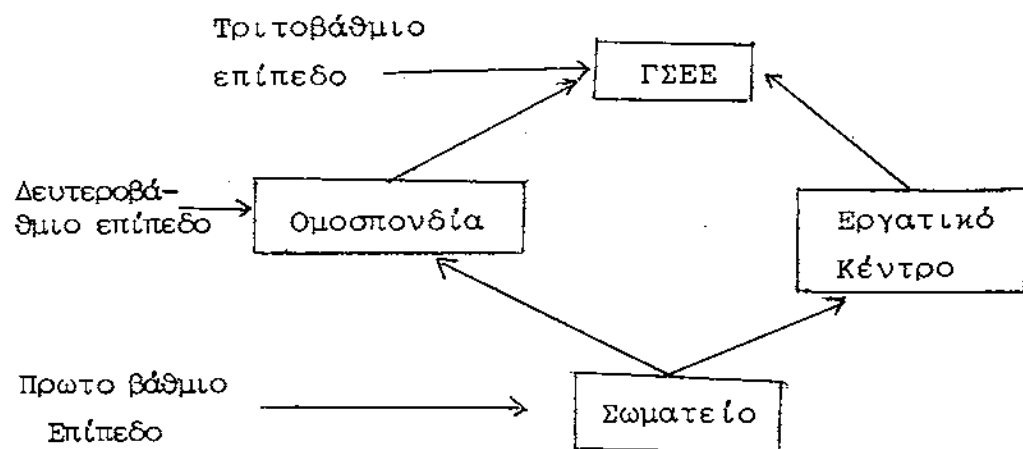 Τριτοβάθμιο
επίπεδο
ΓΣΕΕ
Δευτεροβά-
θμιο επίπεδο
Ομοσπονδία
Εργατικό
Κέντρο
Πρωτο βάθμιο
Επίπεδο
Σωματείο